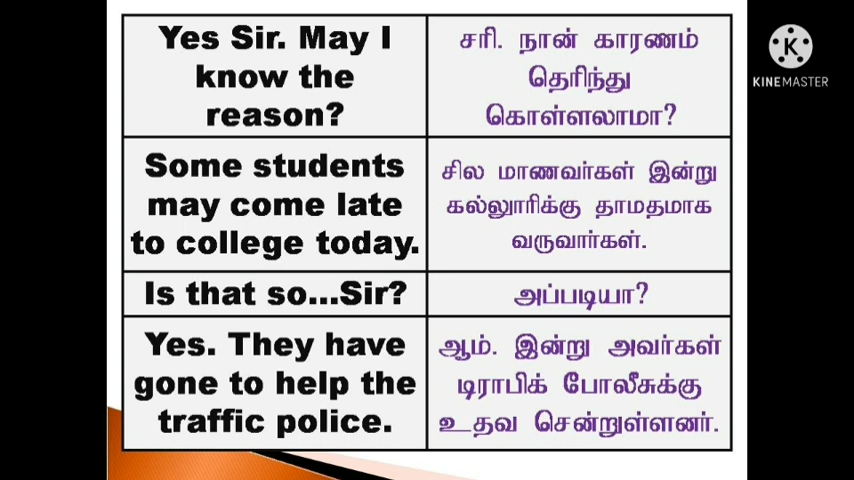 Yes Sir. May I
know the
reason?
சரி. நான் காரணம்
தெரிந்து
கொள்ளலாமா?
Some students
may come late
to college today.
சில மாணவர்கள் இன்று
கல்லூரிக்கு தாமதமாக
வருவார்கள்.
Is that so...Sir?
அப்படியா?
Yes. They have
gone to help the
traffic police.
ஆம். இன்று அவர்கள்
டிராபிக் போலீசுக்கு
உதவ சென்றுள்ளனர்.
K
KINEMASTER